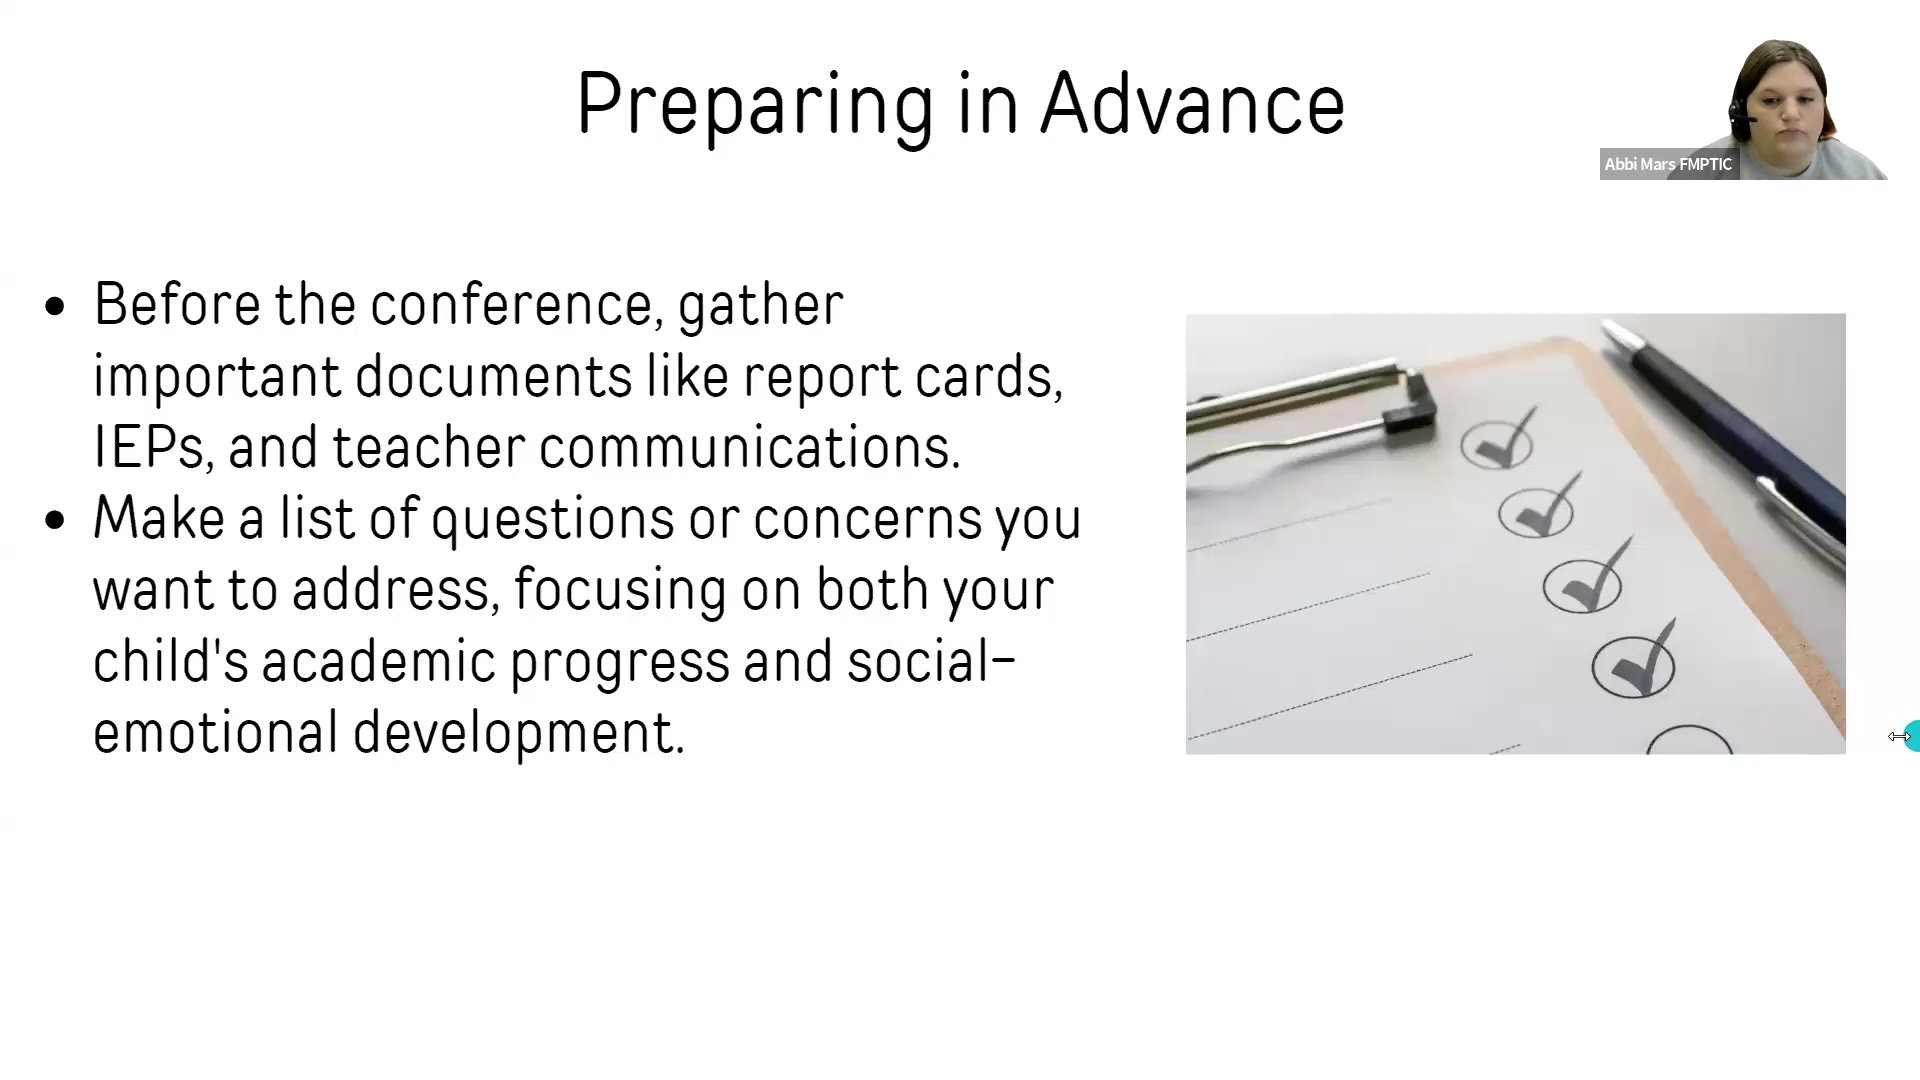 Preparing in Advance
Abbi Mars FMPTIC
• Before the conference, gather
important documents like report cards,
IEPs, and teacher communications.
• Make a list of questions or concerns you
want to address, focusing on both your
child's academic progress and social-
emotional development.